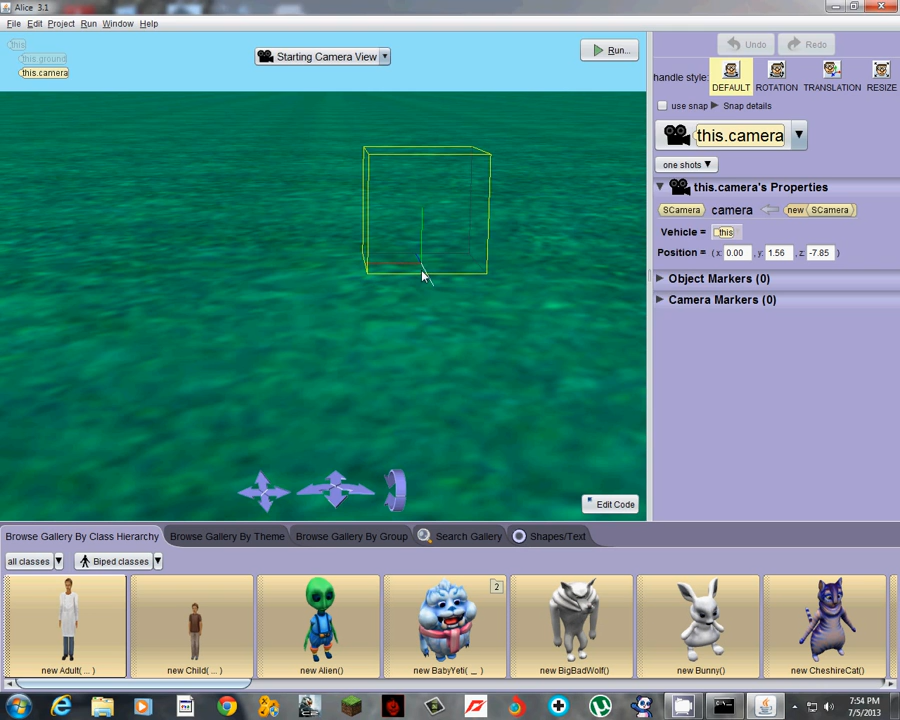 Alice 3.1
File Edit Project Run Window Help
this
this.ground
this.camera
Starting Camera View
Run...
Undo Redo
handle style:
DEFAULT ROTATION TRANSLATION RESIZE
use snap Snap details
this.camera
one shots
this.camera's Properties
SCamera camera new SCamera
Vehicle = this
Position = (x: 0.00 , y: 1.56 , z: -7.85 )
Object Markers (0)
Camera Markers (0)
Edit Code
Browse Gallery By Class Hierarchy Browse Gallery By Theme Browse Gallery By Group Search Gallery Shapes/Text
all classes Biped classes
2
new Adult( ... ) new Child( ... ) new Alien() new BabyYeti( __ ) new BigBadWolf() new Bunny() new CheshireCat()
7:54 PM
7/5/2013